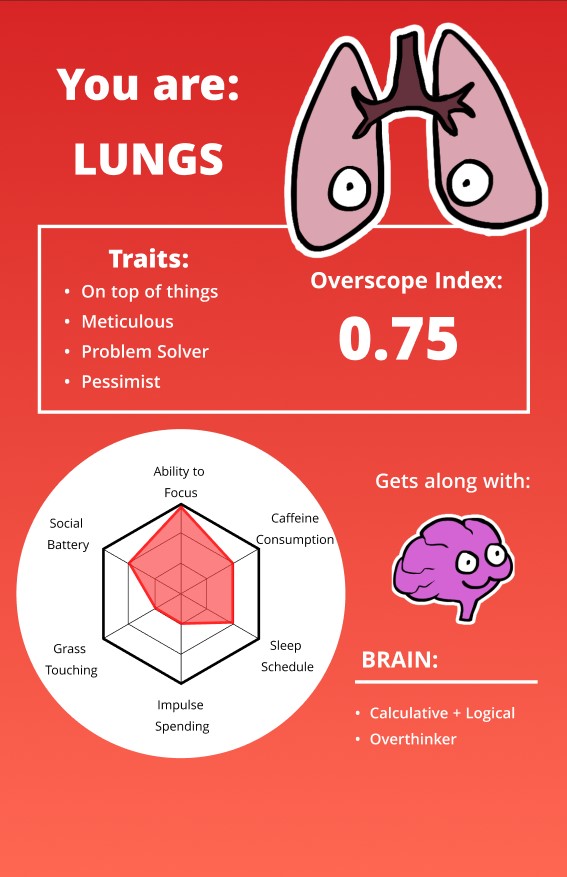 You are:
LUNGS
Traits:
• On top of things
• Meticulous
• Problem Solver
• Pessimist
Overscope Index:
0.75
Ability to
Focus
Caffeine
Consumption
Sleep
Schedule
Impulse
Spending
Grass
Touching
Social
Battery
Gets along with:
BRAIN:
• Calculative + Logical
• Overthinker